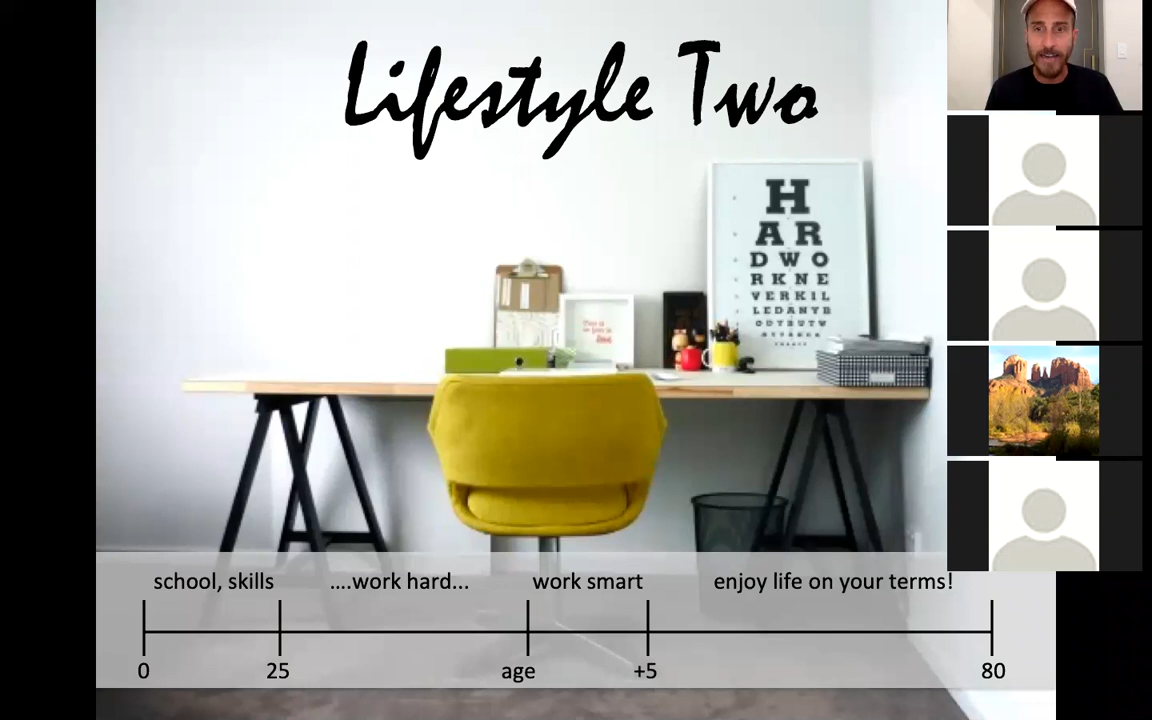 Lifestyle Two
H
AR
DWO
RKNE
VERKIL
LEDANYB
school, skills ....work hard... work smart enjoy life on your terms!
0 25 age +5 80